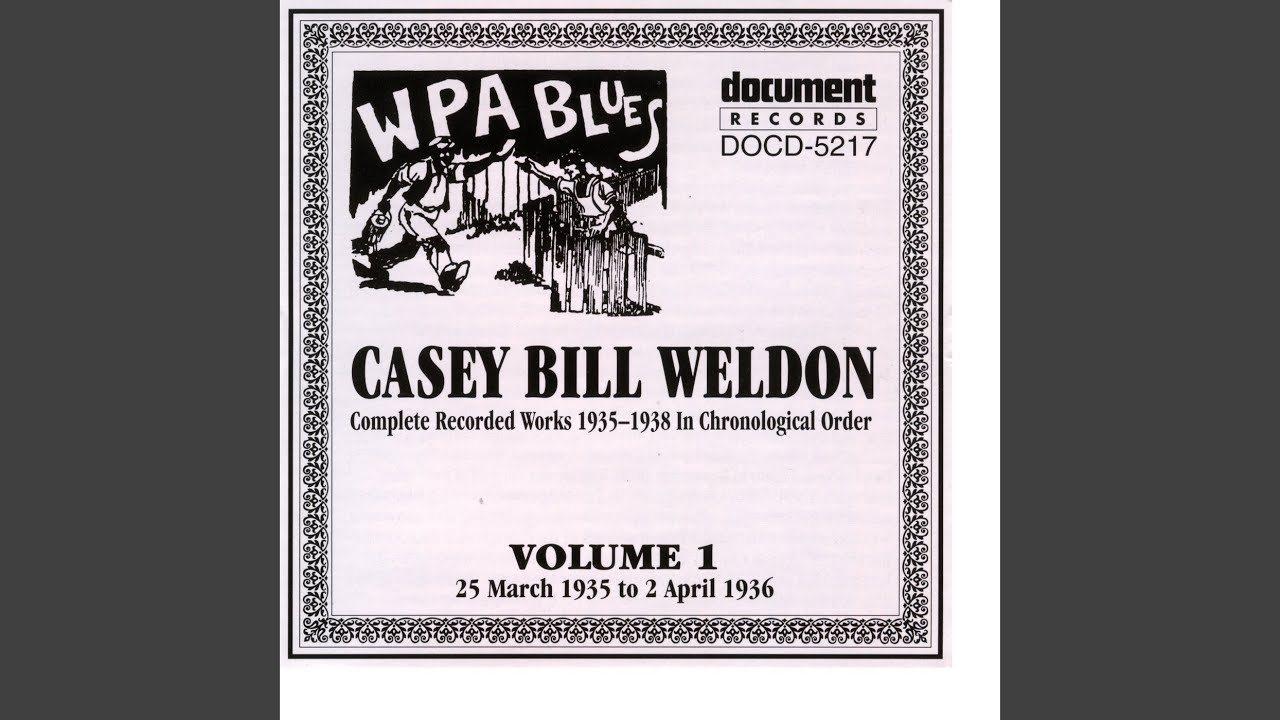 WPA BLUES
document
RECORDS
DOCD-5217
CASEY BILL WELDON
Complete Recorded Works 1935–1938 In Chronological Order
VOLUME 1
25 March 1935 to 2 April 1936